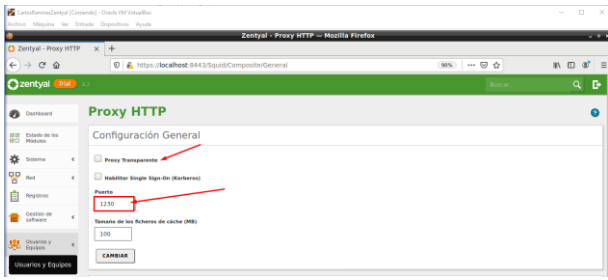 CarlosRamirezZentyal [Corriendo] - Oracle VM VirtualBox
Archivo Máquina Ver Entrada Dispositivos Ayuda
Zentyal - Proxy HTTP — Mozilla Firefox
Zentyal - Proxy HTTP
https://localhost:8443/Squid/Composite/General
90%
zentyal Trial
Buscar...
Dashboard
Proxy HTTP
Estado de los Módulos
Configuración General
Sistema
Proxy Transparente
Red
Habilitar Single Sign-On (Kerberos)
Registros
Puerto
1230
Gestión de software
Tamaño de los ficheros de cáche (MB)
100
Usuarios y Equipos
CAMBIAR
Usuarios y Equipos